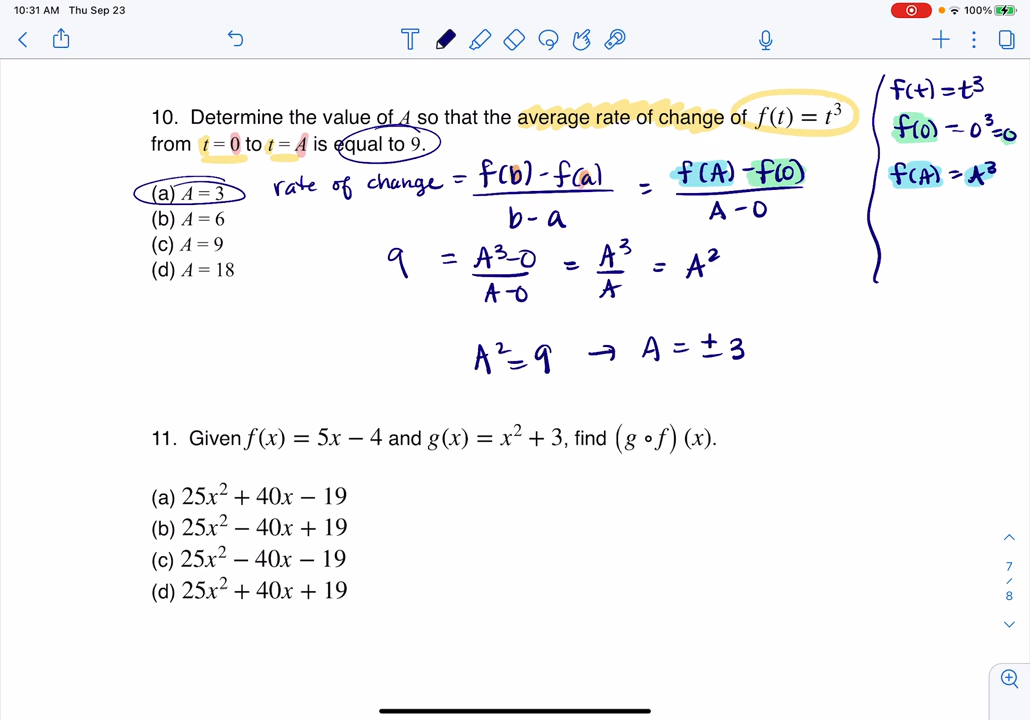 10:31 AM Thu Sep 23
100%
10. Determine the value of A so that the average rate of change of f(t) = t³
from t = 0 to t = A is equal to 9.
(a) A = 3
(b) A = 6
(c) A = 9
(d) A = 18
rate of change = f(b) - f(a) / b - a = f(A) - f(0) / A - 0
9 = A³-0 / A-0 = A³ / A = A²
A² = 9 → A = ± 3
f(t) = t³
f(0) = 0³ = 0
f(A) = A³
11. Given f(x) = 5x − 4 and g(x) = x² + 3, find (g ∘ f) (x).
(a) 25x² + 40x − 19
(b) 25x² − 40x + 19
(c) 25x² − 40x − 19
(d) 25x² + 40x + 19
7
/
8